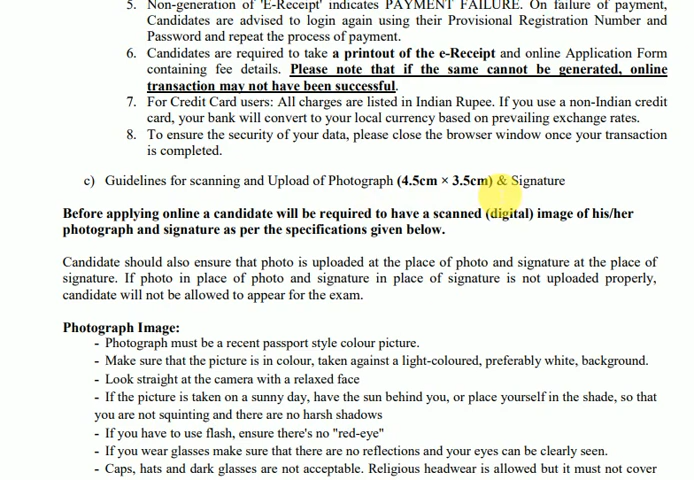 5. Non-generation of 'E-Receipt' indicates PAYMENT FAILURE. On failure of payment,
Candidates are advised to login again using their Provisional Registration Number and
Password and repeat the process of payment.
6. Candidates are required to take a printout of the e-Receipt and online Application Form
containing fee details. Please note that if the same cannot be generated, online
transaction may not have been successful.
7. For Credit Card users: All charges are listed in Indian Rupee. If you use a non-Indian credit
card, your bank will convert to your local currency based on prevailing exchange rates.
8. To ensure the security of your data, please close the browser window once your transaction
is completed.
c) Guidelines for scanning and Upload of Photograph (4.5cm × 3.5cm) & Signature
Before applying online a candidate will be required to have a scanned (digital) image of his/her
photograph and signature as per the specifications given below.
Candidate should also ensure that photo is uploaded at the place of photo and signature at the place of
signature. If photo in place of photo and signature in place of signature is not uploaded properly,
candidate will not be allowed to appear for the exam.
Photograph Image:
- Photograph must be a recent passport style colour picture.
- Make sure that the picture is in colour, taken against a light-coloured, preferably white, background.
- Look straight at the camera with a relaxed face
- If the picture is taken on a sunny day, have the sun behind you, or place yourself in the shade, so that
you are not squinting and there are no harsh shadows
- If you have to use flash, ensure there's no "red-eye"
- If you wear glasses make sure that there are no reflections and your eyes can be clearly seen.
- Caps, hats and dark glasses are not acceptable. Religious headwear is allowed but it must not cover